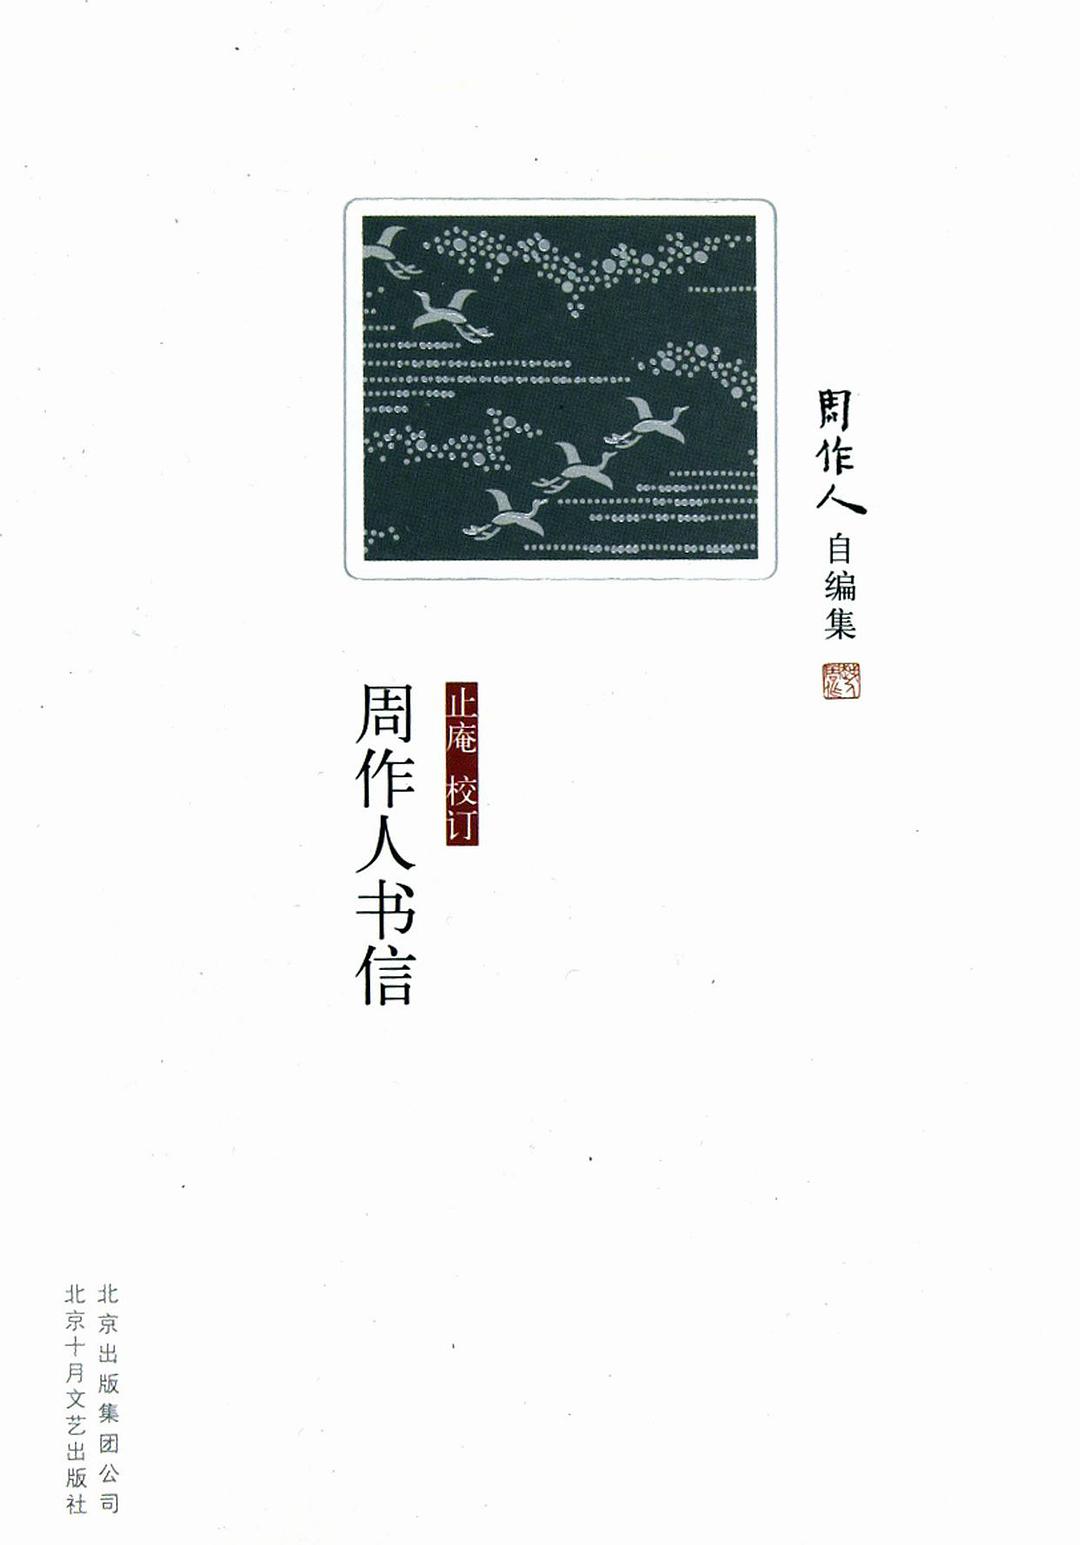 周作人自编集
止庵 校订
周作人书信
北京出版集团公司
北京十月文艺出版社